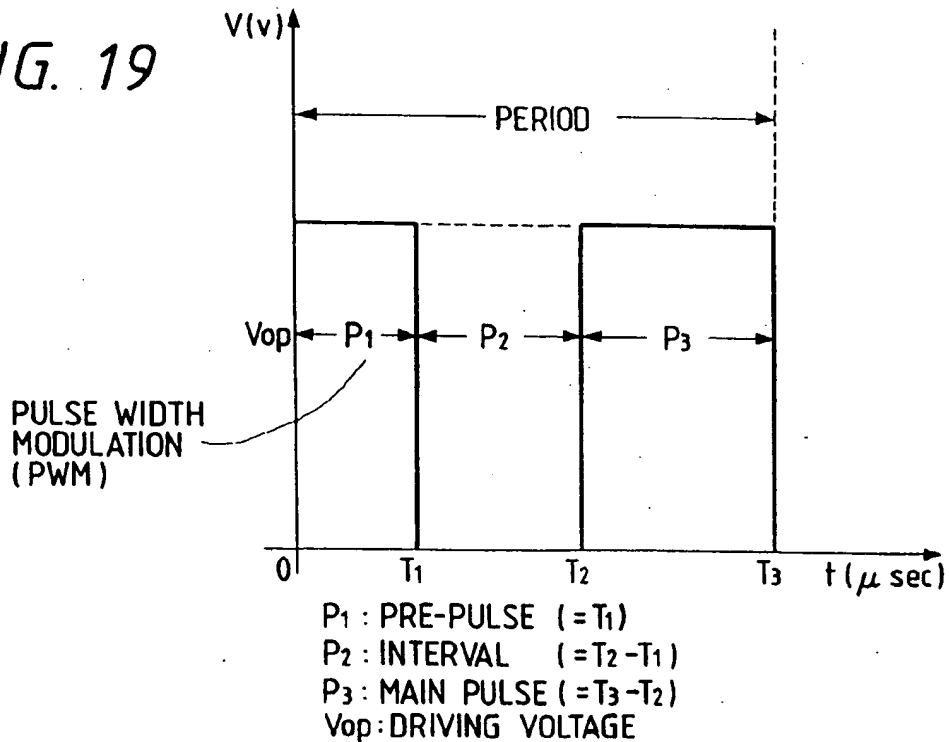 V(v)
IG. 19
PERIOD
Vop P1 P2 P3
PULSE WIDTH
MODULATION
(PWM)
0 T1 T2 T3 t (μ sec)
P1 : PRE-PULSE (=T1)
P2 : INTERVAL (=T2-T1)
P3 : MAIN PULSE (=T3-T2)
Vop : DRIVING VOLTAGE